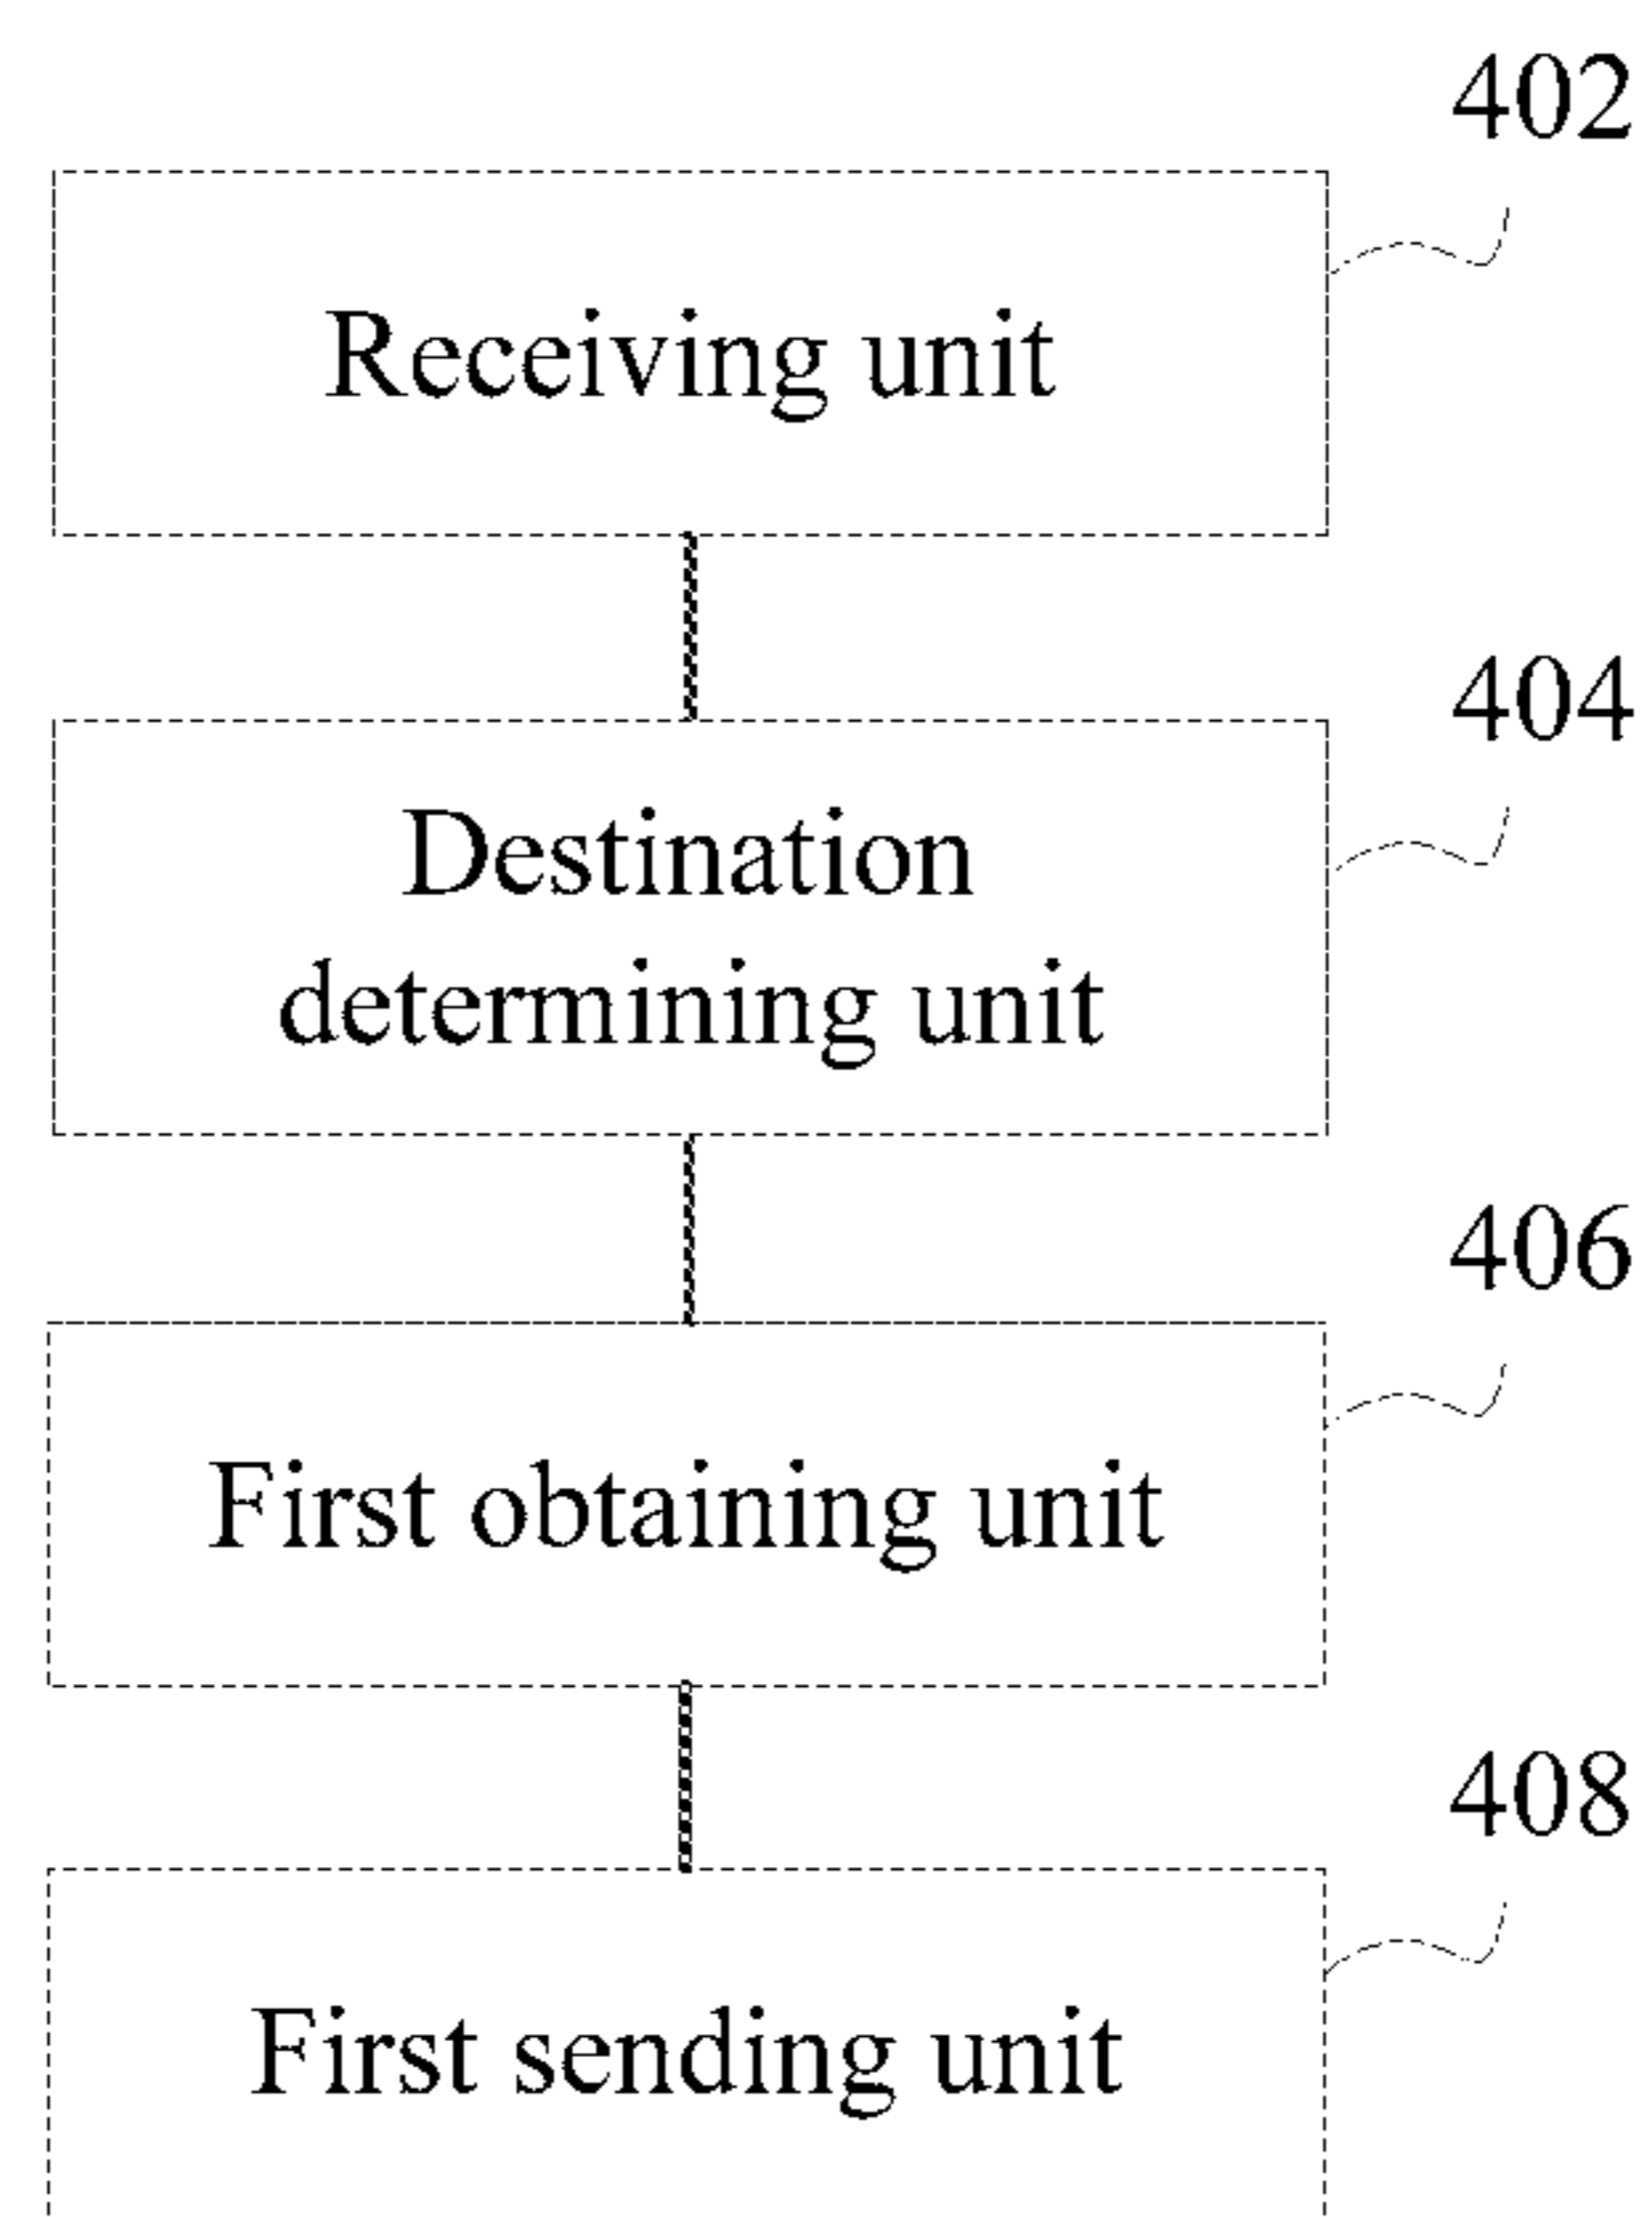 402
Receiving unit
404
Destination
determining unit
406
First obtaining unit
408
First sending unit